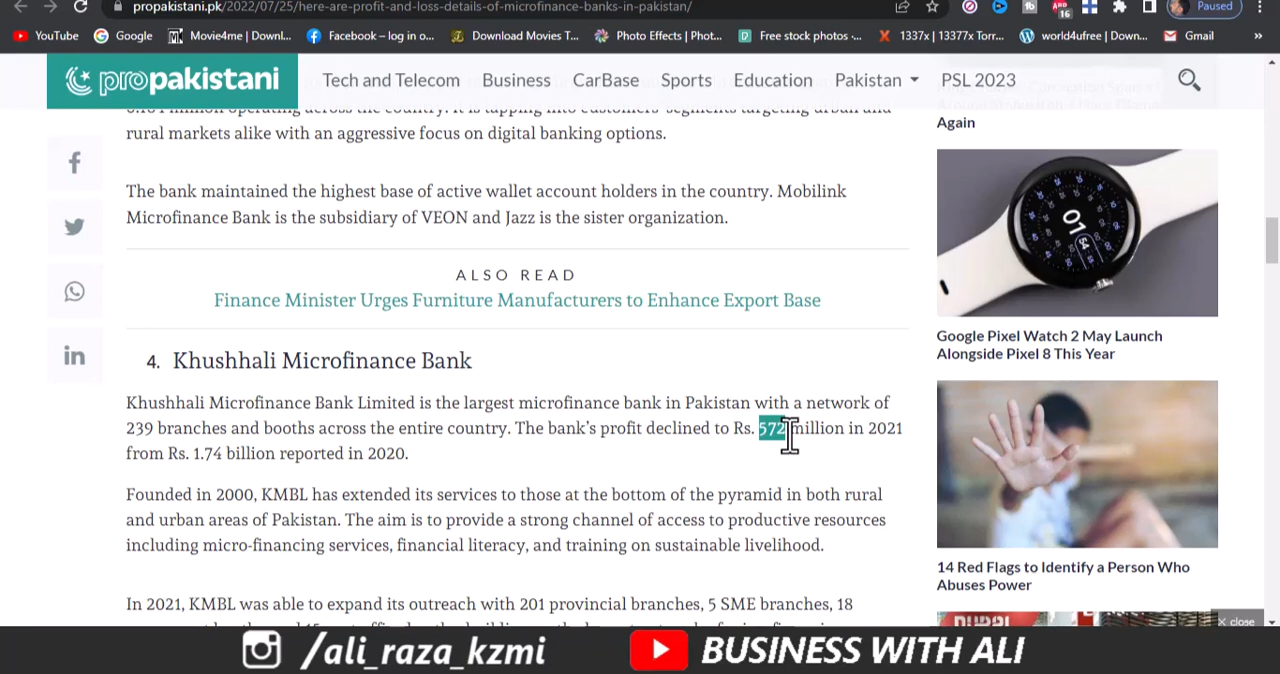 propakistani.pk/2022/07/25/here-are-profit-and-loss-details-of-microfinance-banks-in-pakistan/
16
Paused
YouTube
Google
Movie4me | Downl...
Facebook – log in o...
Download Movies T...
Photo Effects | Phot...
Free stock photos -...
1337x | 13377x Torr...
world4ufree | Down...
Gmail
»
propakistani
Tech and Telecom
Business
CarBase
Sports
Education
Pakistan
PSL 2023
rural markets alike with an aggressive focus on digital banking options.
The bank maintained the highest base of active wallet account holders in the country. Mobilink
Microfinance Bank is the subsidiary of VEON and Jazz is the sister organization.
ALSO READ
Finance Minister Urges Furniture Manufacturers to Enhance Export Base
4. Khushhali Microfinance Bank
Khushhali Microfinance Bank Limited is the largest microfinance bank in Pakistan with a network of
239 branches and booths across the entire country. The bank's profit declined to Rs. 572 million in 2021
from Rs. 1.74 billion reported in 2020.
Founded in 2000, KMBL has extended its services to those at the bottom of the pyramid in both rural
and urban areas of Pakistan. The aim is to provide a strong channel of access to productive resources
including micro-financing services, financial literacy, and training on sustainable livelihood.
In 2021, KMBL was able to expand its outreach with 201 provincial branches, 5 SME branches, 18
Again
01
54
Google Pixel Watch 2 May Launch
Alongside Pixel 8 This Year
14 Red Flags to Identify a Person Who
Abuses Power
× close
/ali_raza_kzmi
BUSINESS WITH ALI